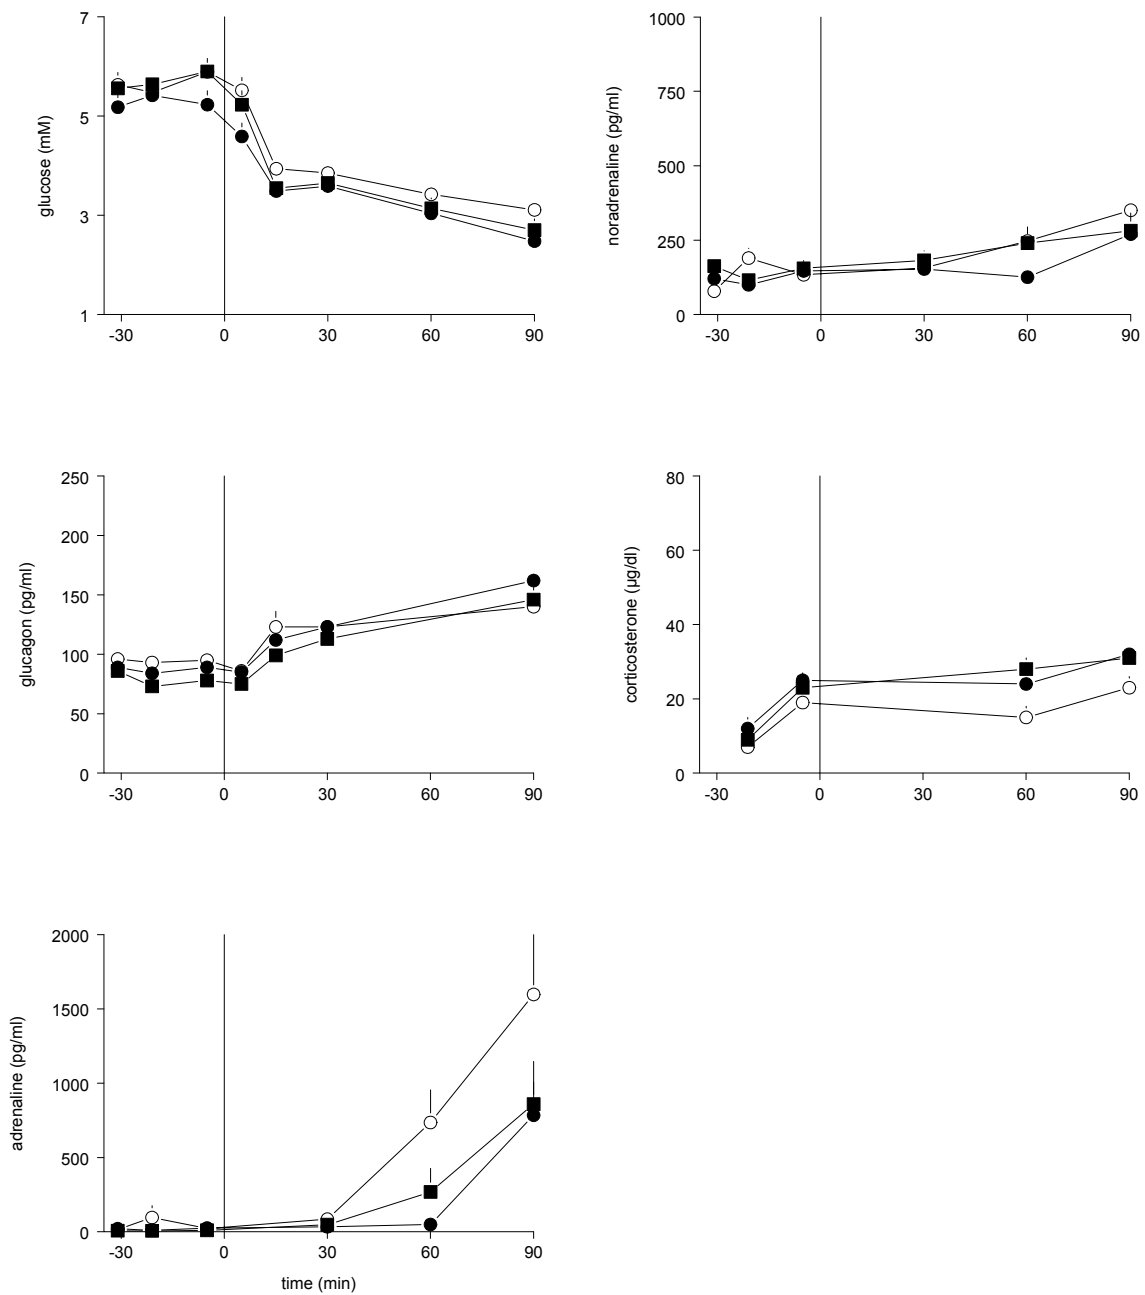 7
5
3
1
glucose (mM)
-30 0 30 60 90
1000
750
500
250
0
noradrenaline (pg/ml)
-30 0 30 60 90
250
200
150
100
50
0
glucagon (pg/ml)
-30 0 30 60 90
80
60
40
20
0
corticosterone (µg/dl)
-30 0 30 60 90
2000
1500
1000
500
0
adrenaline (pg/ml)
-30 0 30 60 90
time (min)